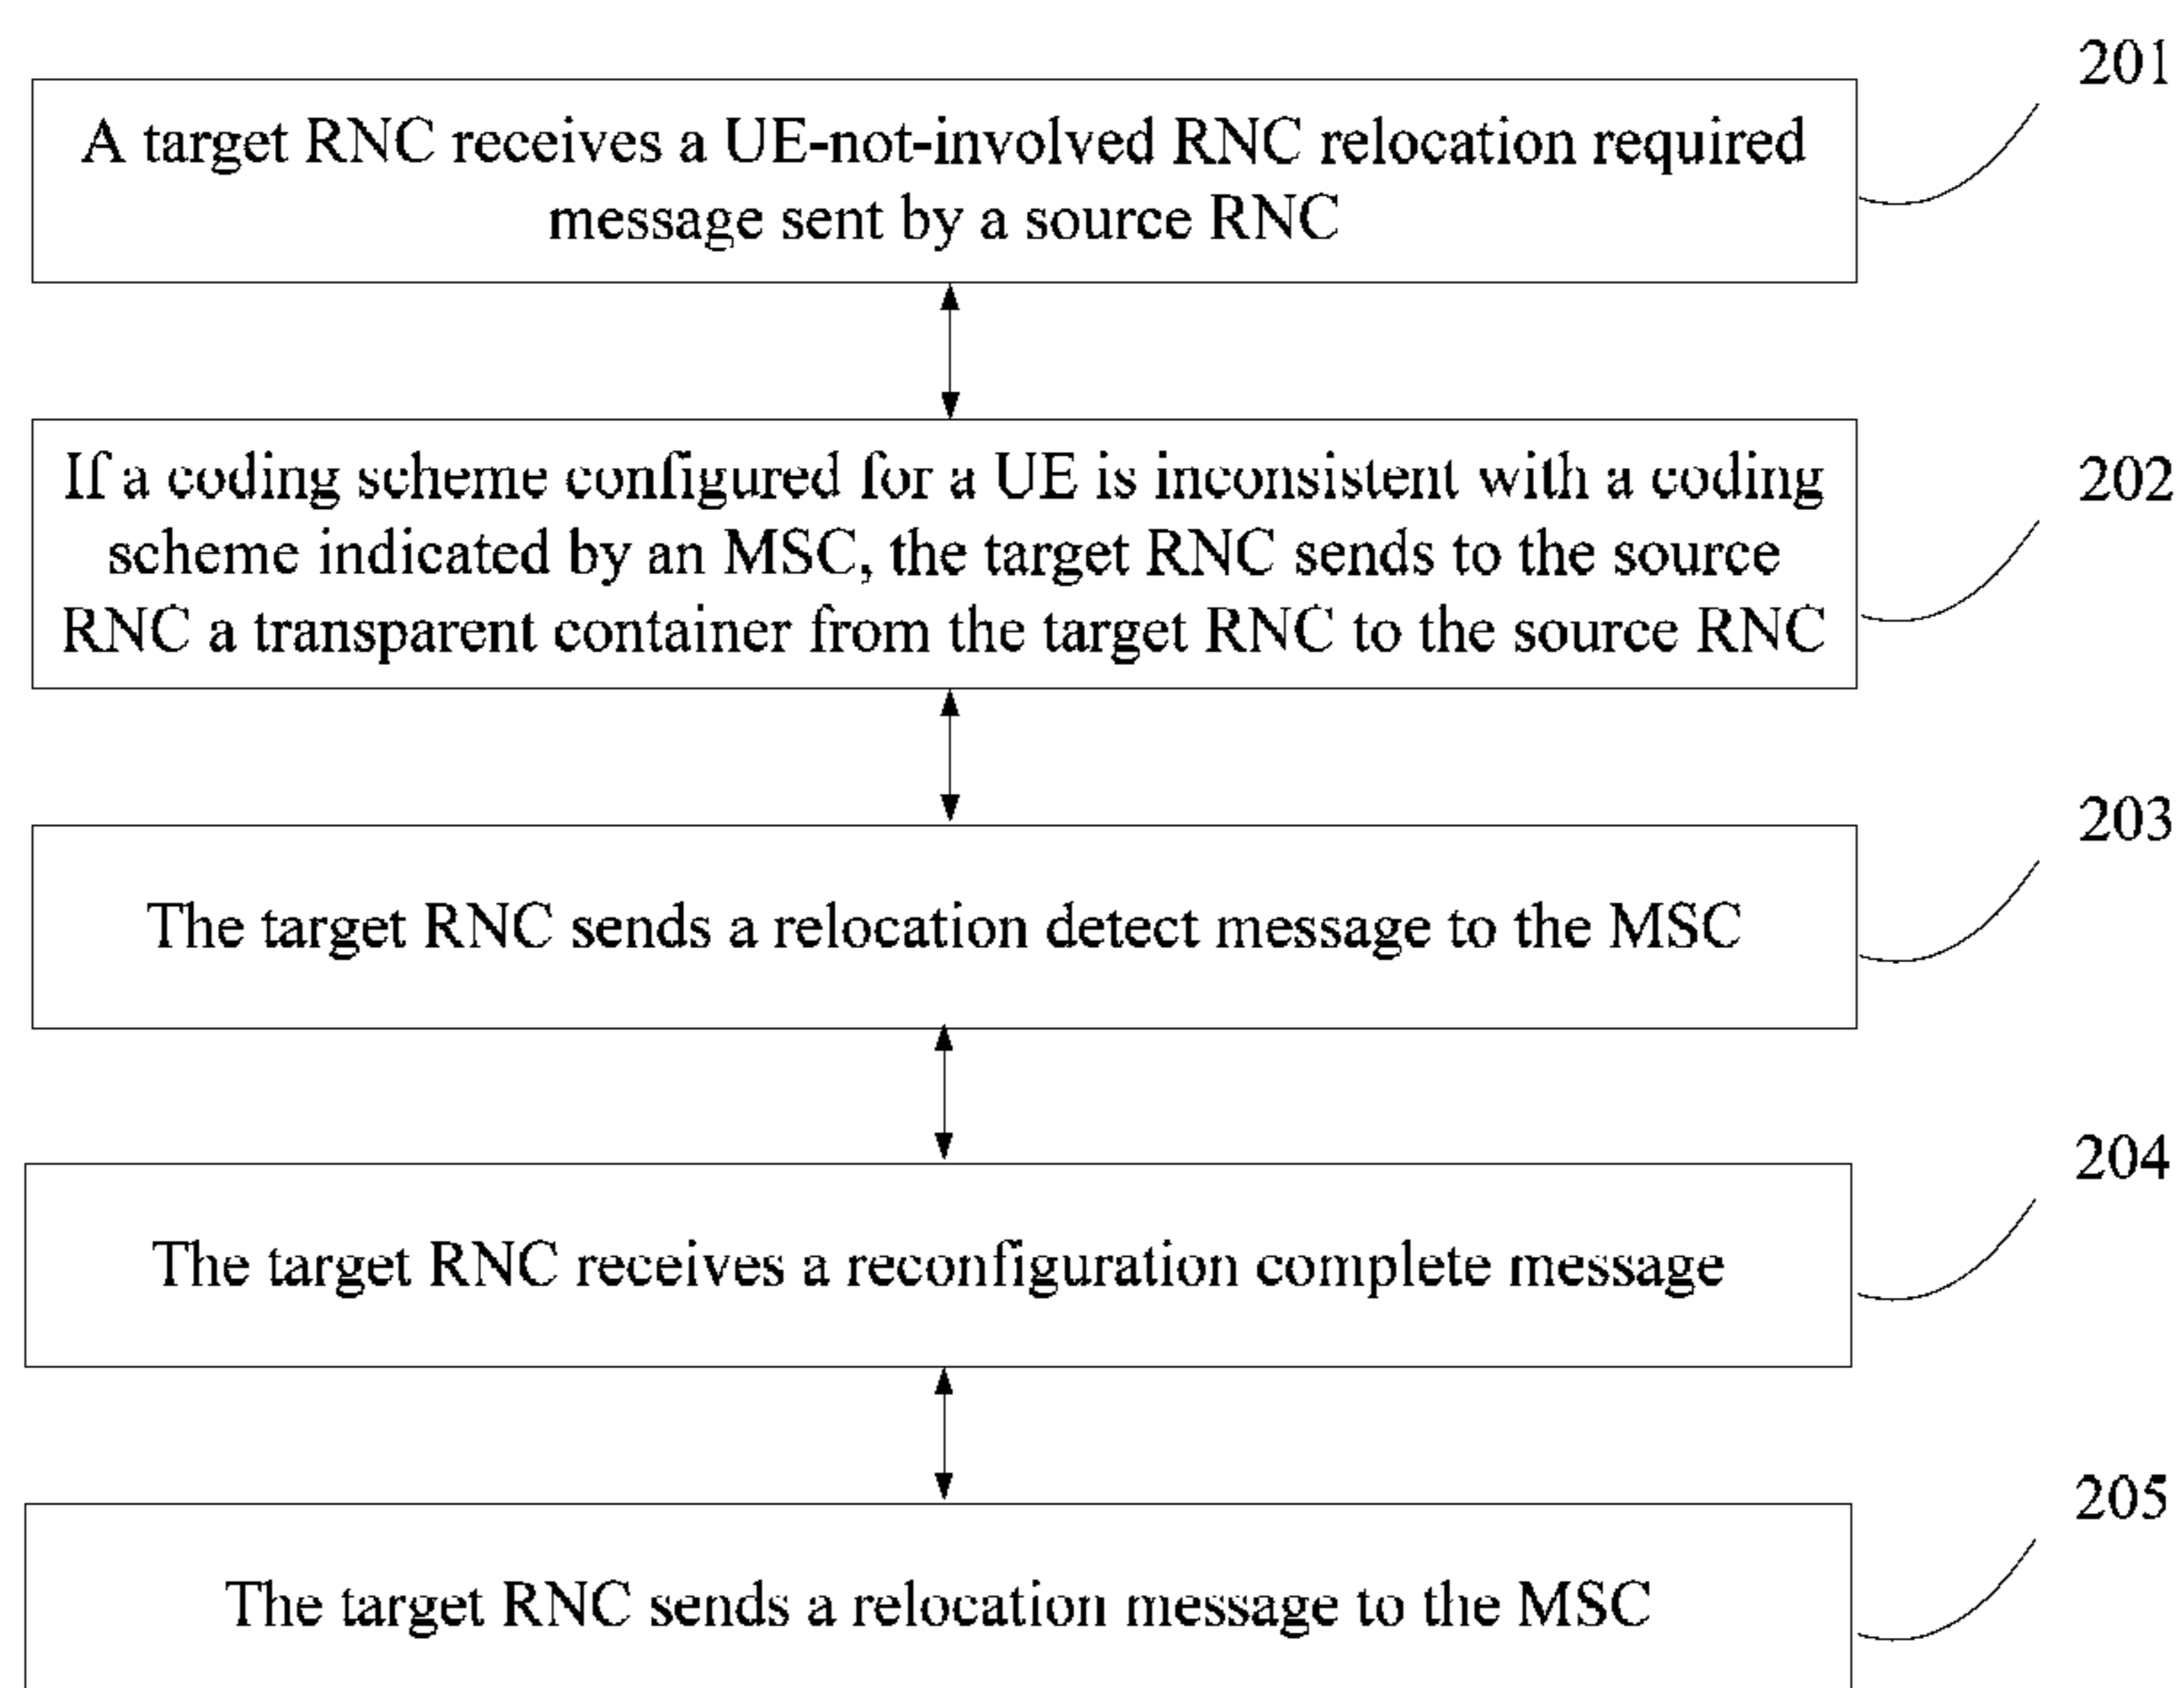 201
A target RNC receives a UE-not-involved RNC relocation required
message sent by a source RNC
202
If a coding scheme configured for a UE is inconsistent with a coding
scheme indicated by an MSC, the target RNC sends to the source
RNC a transparent container from the target RNC to the source RNC
203
The target RNC sends a relocation detect message to the MSC
204
The target RNC receives a reconfiguration complete message
205
The target RNC sends a relocation message to the MSC